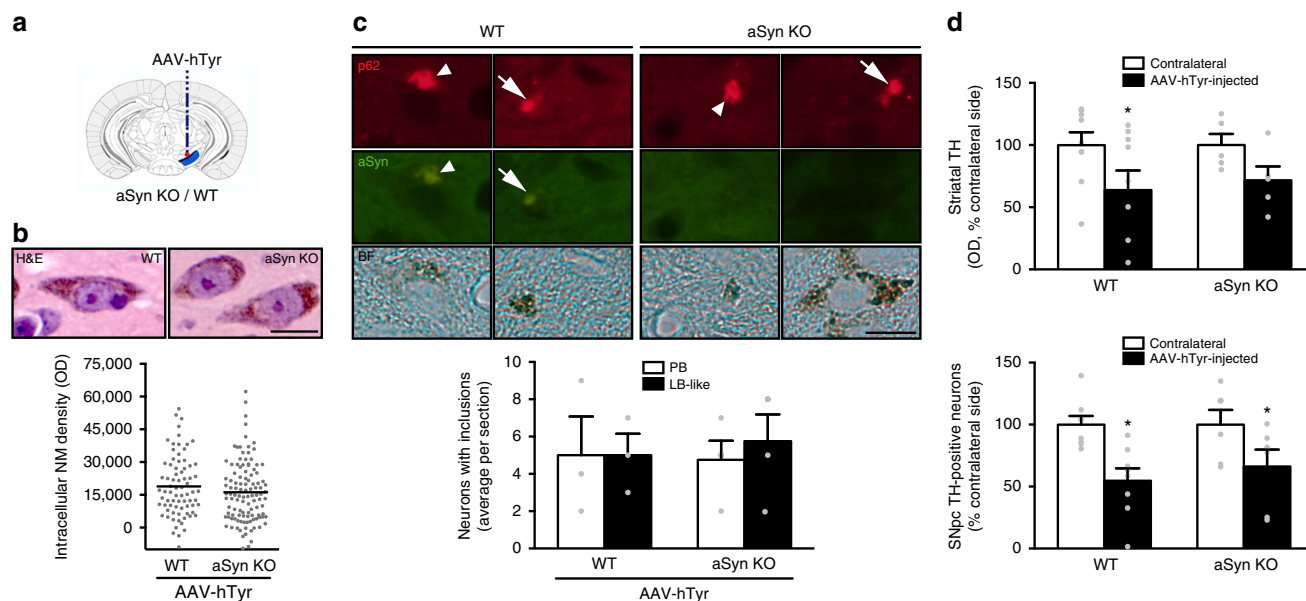 a
AAV-hTyr
aSyn KO / WT
b
H&E
WT
aSyn KO
Intracellular NM density (OD)
75,000
60,000
45,000
30,000
15,000
0
WT
aSyn KO
AAV-hTyr
c
WT
aSyn KO
p62
aSyn
BF
Neurons with inclusions
(average per section)
10
8
6
4
2
0
PB
LB-like
WT
aSyn KO
AAV-hTyr
d
Striatal TH
(OD, % contralateral side)
150
100
50
0
Contralateral
AAV-hTyr-injected
*
WT
aSyn KO
SNpc TH-positive neurons
(% contralateral side)
150
100
50
0
Contralateral
AAV-hTyr-injected
*
*
WT
aSyn KO